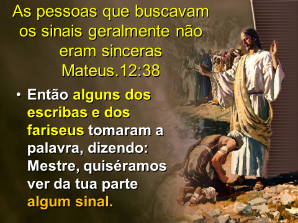 As pessoas que buscavam
os sinais geralmente não
eram sinceras
Mateus.12:38
• Então alguns dos
escribas e dos
fariseus tomaram a
palavra, dizendo:
Mestre, quiséramos
ver da tua parte
algum sinal.